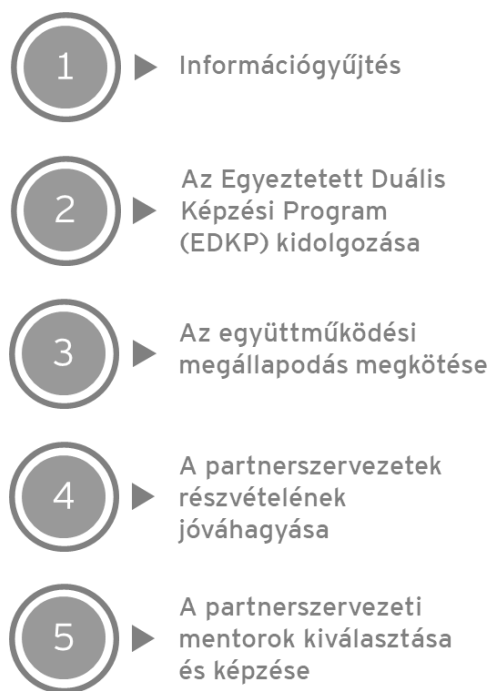 1
Információgyűjtés
2
Az Egyeztetett Duális
Képzési Program
(EDKP) kidolgozása
3
Az együttműködési
megállapodás megkötése
4
A partnerszervezetek
részvételének
jóváhagyása
5
A partnerszervezeti
mentorok kiválasztása
és képzése